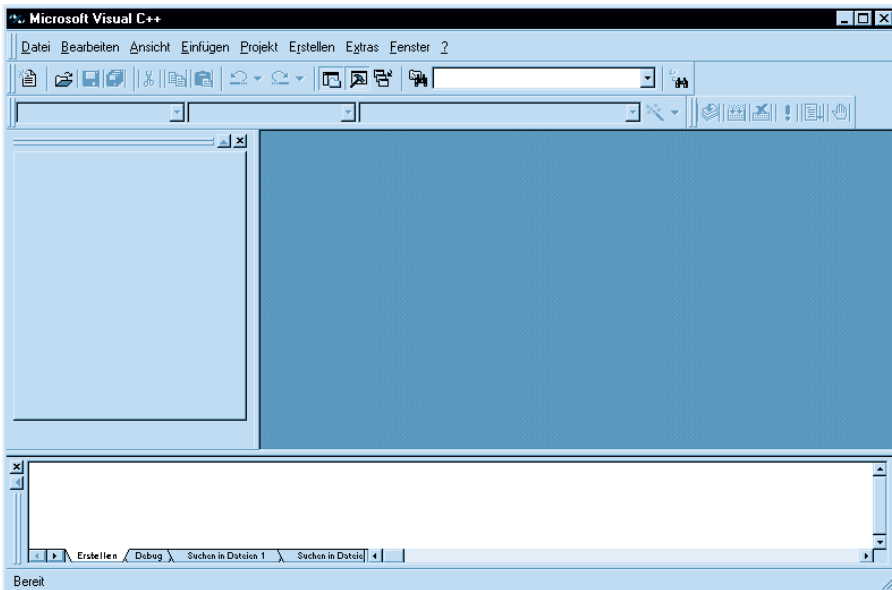 Microsoft Visual C++
Datei Bearbeiten Ansicht Einfügen Projekt Erstellen Extras Fenster ?
Erstellen Debug Suchen in Dateien 1 Suchen in Dateie
Bereit